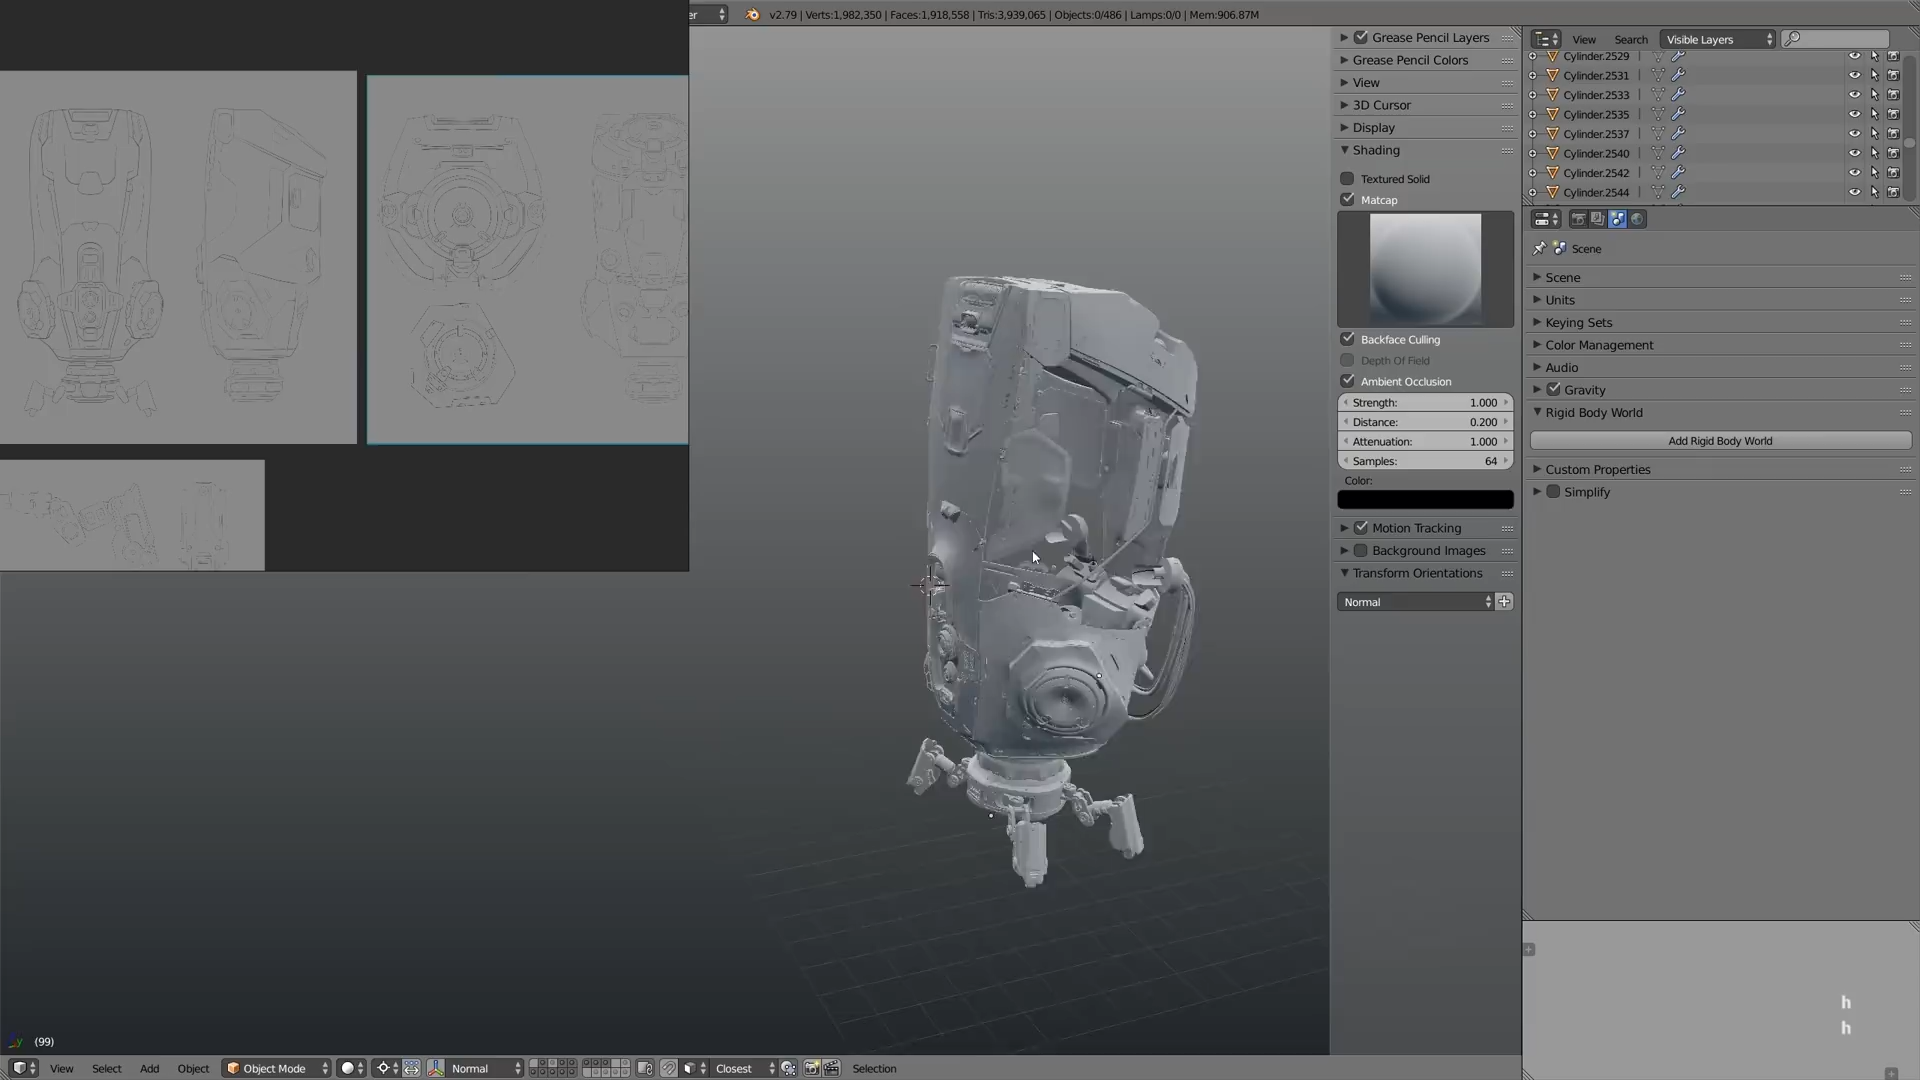 er
v2.79 | Verts:1,982,350 | Faces:1,918,558 | Tris:3,939,065 | Objects:0/486 | Lamps:0/0 | Mem:906.87M
Grease Pencil Layers
Grease Pencil Colors
View
3D Cursor
Display
Shading
Textured Solid
Matcap
Backface Culling
Depth Of Field
Ambient Occlusion
Strength: 1.000
Distance: 0.200
Attenuation: 1.000
Samples: 64
Color:
Motion Tracking
Background Images
Transform Orientations
Normal
View Search Visible Layers
Cylinder.2529
Cylinder.2531
Cylinder.2533
Cylinder.2535
Cylinder.2537
Cylinder.2540
Cylinder.2542
Cylinder.2544
Scene
Scene
Units
Keying Sets
Color Management
Audio
Gravity
Rigid Body World
Add Rigid Body World
Custom Properties
Simplify
h
h
y (99)
View Select Add Object Object Mode Normal Closest Selection